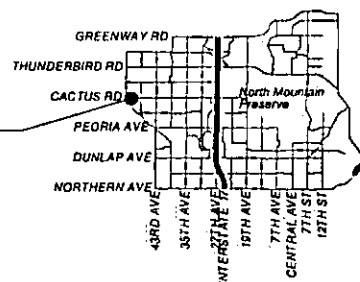 GREENWAY RD
THUNDERBIRD RD
CACTUS RD
North Mountain
Preserve
PEORIA AVE
DUNLAP AVE
NORTHERN AVE
43RD AVE
35TH AVE
27TH AVE
INTERSTATE 17
19TH AVE
7TH AVE
CENTRAL AVE
7TH ST
12TH ST